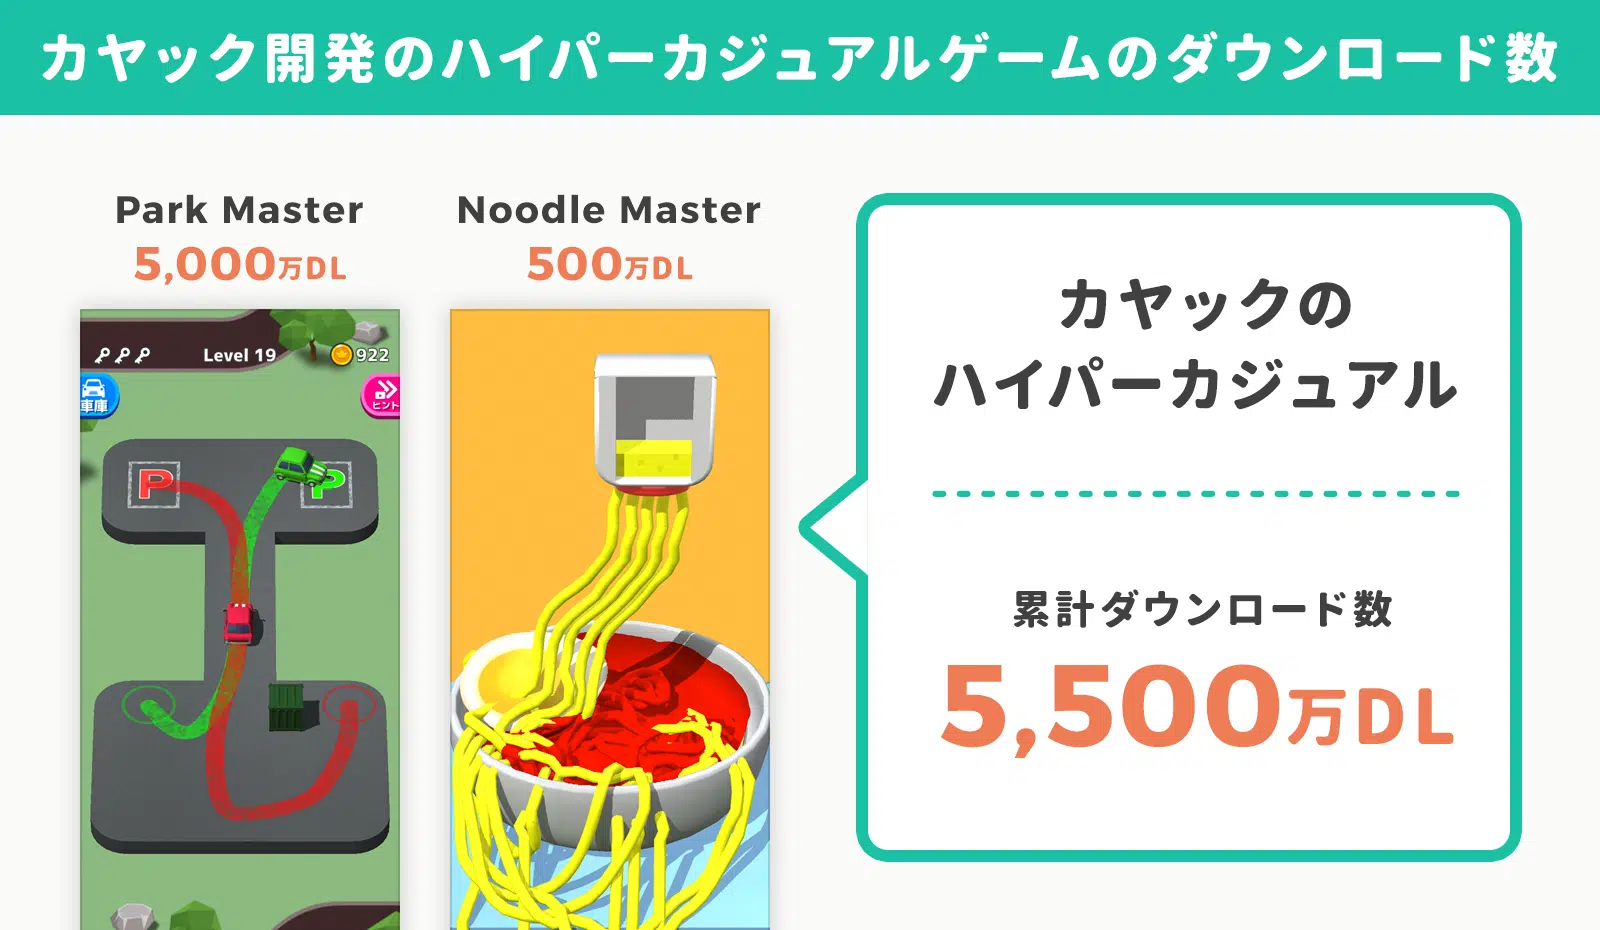 カヤック開発のハイパーカジュアルゲームのダウンロード数
Park Master
5,000万DL
Noodle Master
500万DL
Level 19
922
車庫
ヒント
P
P
カヤックの
ハイパーカジュアル
累計ダウンロード数
5,500万DL